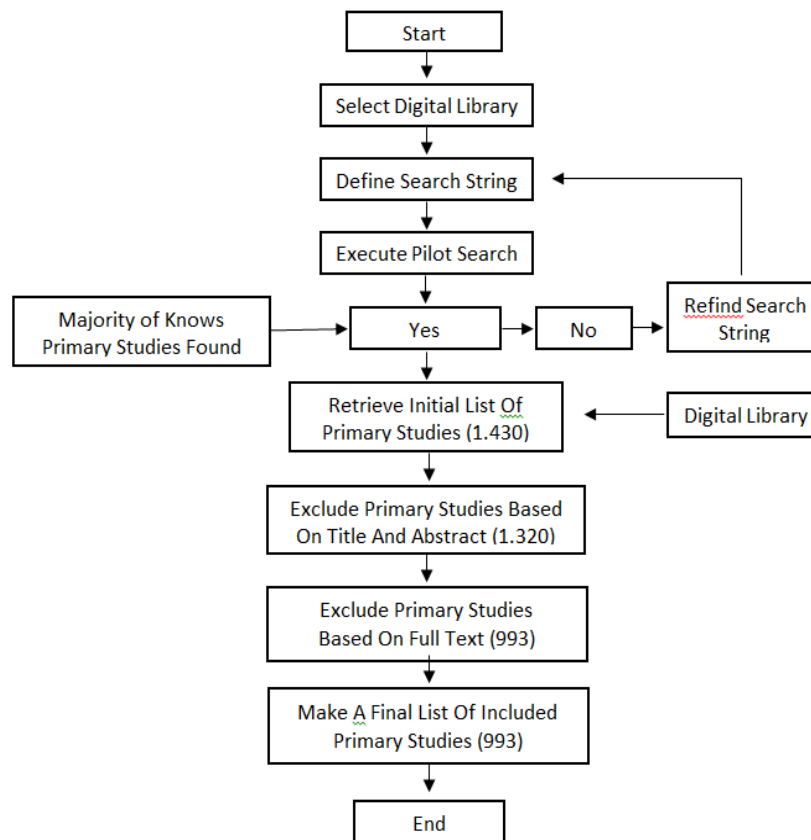 Start
Select Digital Library
Define Search String
Execute Pilot Search
Majority of Knows
Primary Studies Found
Yes
No
Refind Search
String
Retrieve Initial List Of
Primary Studies (1.430)
Digital Library
Exclude Primary Studies Based
On Title And Abstract (1.320)
Exclude Primary Studies
Based On Full Text (993)
Make A Final List Of Included
Primary Studies (993)
End